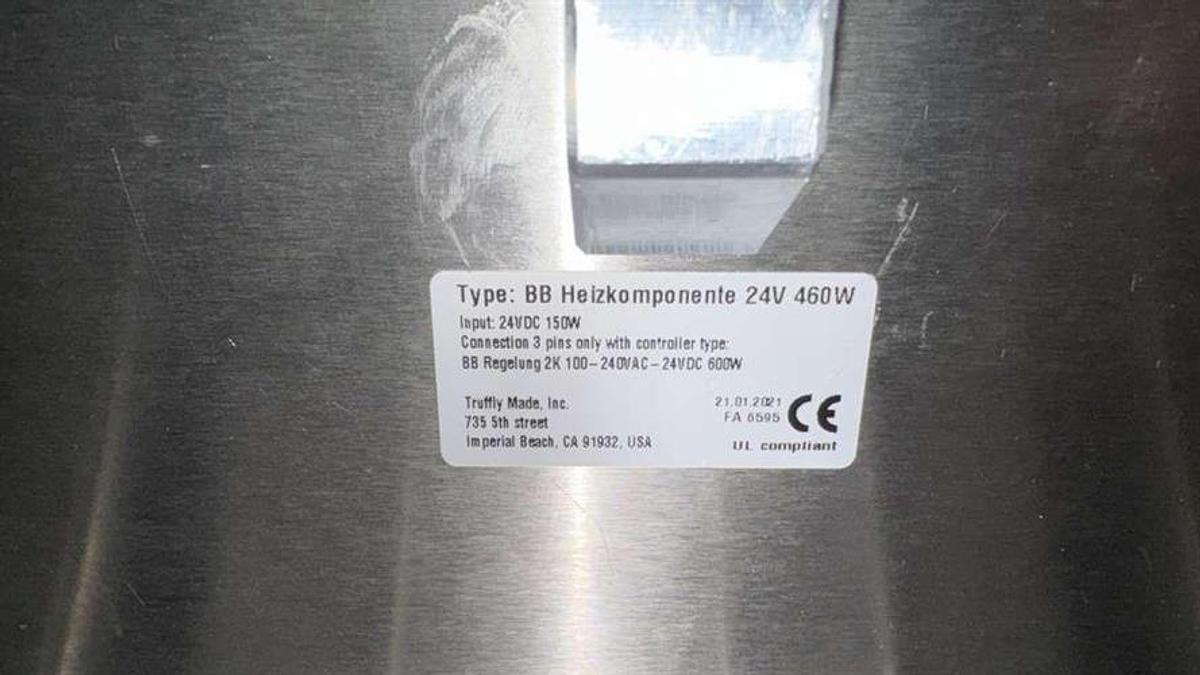 Type: BB Heizkomponente 24V 460W
Input: 24VDC 150W
Connection 3 pins only with controller type:
BB Regelung 2K 100-240VAC-24VDC 600W
Truffly Made, Inc.
735 5th street
Imperial Beach, CA 91932, USA
21.01.2021
FA 6595
CE
UL compliant